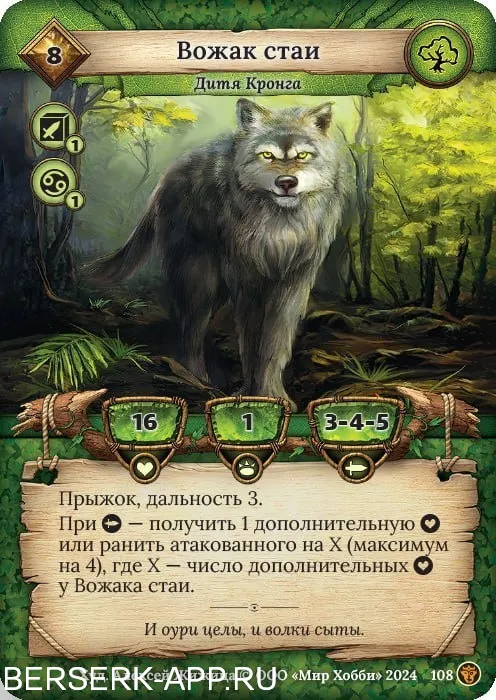 8
Вожак стаи
Дитя Кронга
1
1
16
1
3-4-5
Прыжок, дальность 3.
При — получить 1 дополнительную
или ранить атакованного на X (максимум
на 4), где X — число дополнительных
у Вожака стаи.
И оури целы, и волки сыты.
© ООО «Мир Хобби» 2024 108
BERSERK-APP.RU